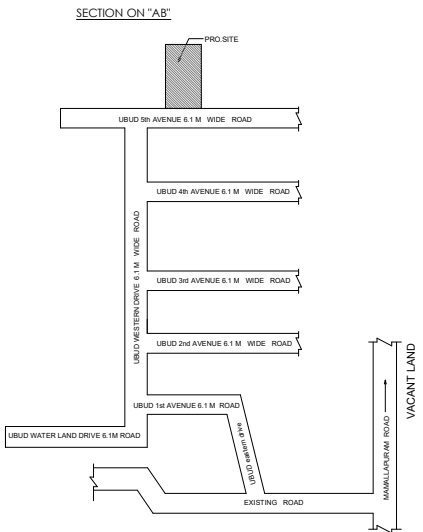 SECTION ON "AB"
PRO.SITE
UBUD 5th AVENUE 6.1 M WIDE ROAD
UBUD 4th AVENUE 6.1 M WIDE ROAD
UBUD WESTERN DRIVE 6.1 M WIDE ROAD
UBUD 3rd AVENUE 6.1 M WIDE ROAD
UBUD 2nd AVENUE 6.1 M WIDE ROAD
UBUD 1st AVENUE 6.1 M ROAD
UBUD WATER LAND DRIVE 6.1M ROAD
UBUD eastern drive
EXISTING ROAD
MAMALLAPURAM ROAD
VACANT LAND